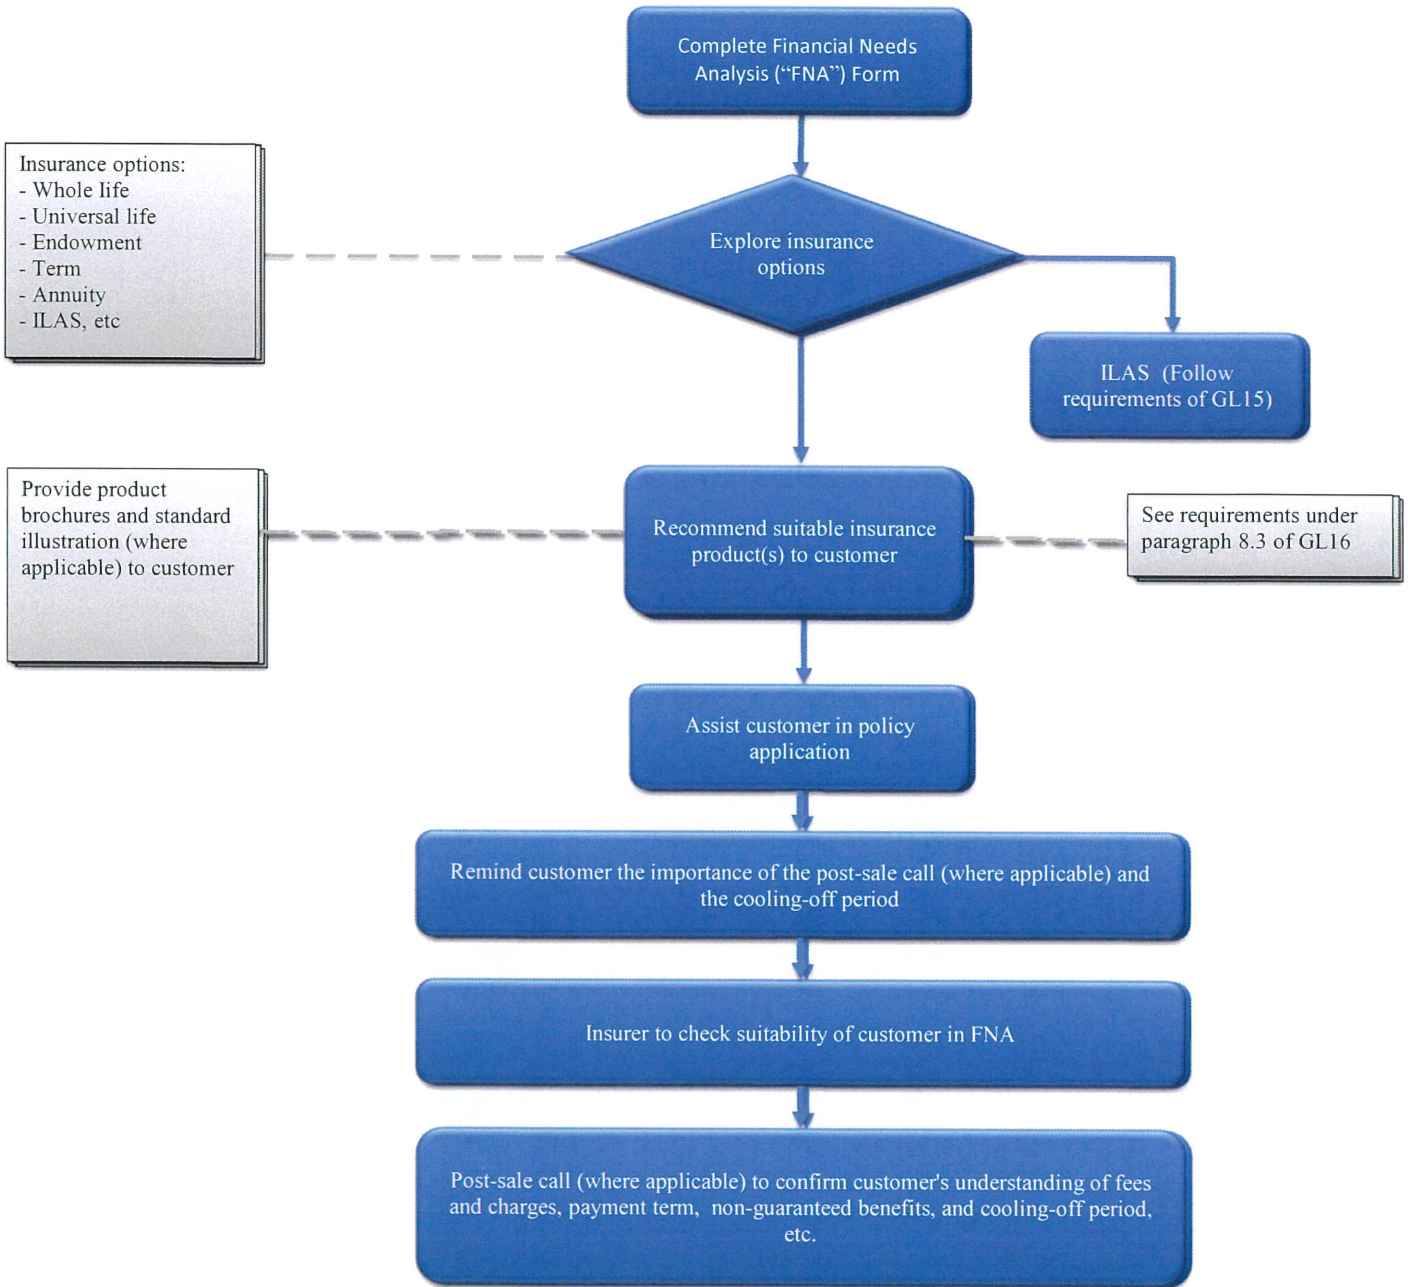 Complete Financial Needs
Analysis (“FNA”) Form
Insurance options:
- Whole life
- Universal life
- Endowment
- Term
- Annuity
- ILAS, etc
Explore insurance
options
ILAS  (Follow
requirements of GL15)
Provide product
brochures and standard
illustration (where
applicable) to customer
Recommend suitable insurance
product(s) to customer
See requirements under
paragraph 8.3 of GL16
Assist customer in policy
application
Remind customer the importance of the post-sale call (where applicable) and
the cooling-off period
Insurer to check suitability of customer in FNA
Post-sale call (where applicable) to confirm customer's understanding of fees
and charges, payment term,  non-guaranteed benefits, and cooling-off period,
etc.